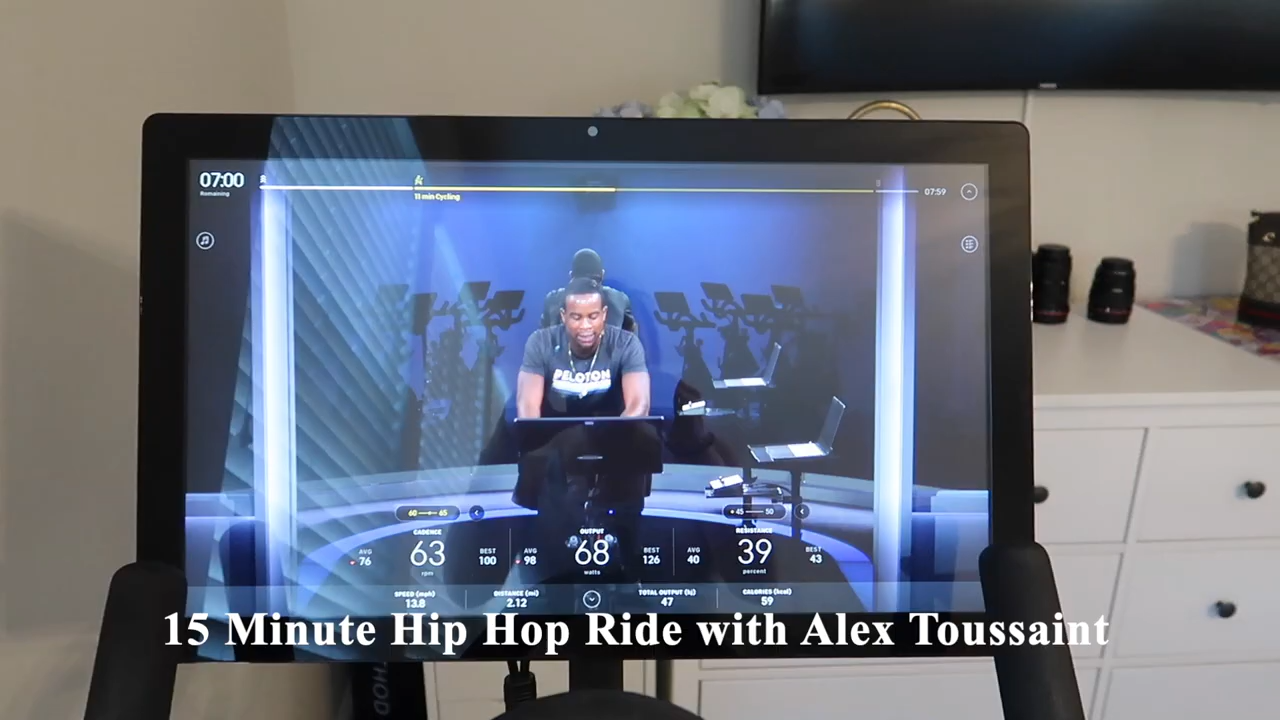 07:00
Remaining
11 min Cycling
07:59
PELOTON
60 65
45 50
CADENCE
OUTPUT
RESISTANCE
AVG
76
63
rpm
BEST
100
AVG
98
68
watts
BEST
126
AVG
40
39
percent
BEST
43
SPEED (mph)
13.8
DISTANCE (mi)
2.12
TOTAL OUTPUT (kj)
47
CALORIES (kcal)
59
15 Minute Hip Hop Ride with Alex Toussaint